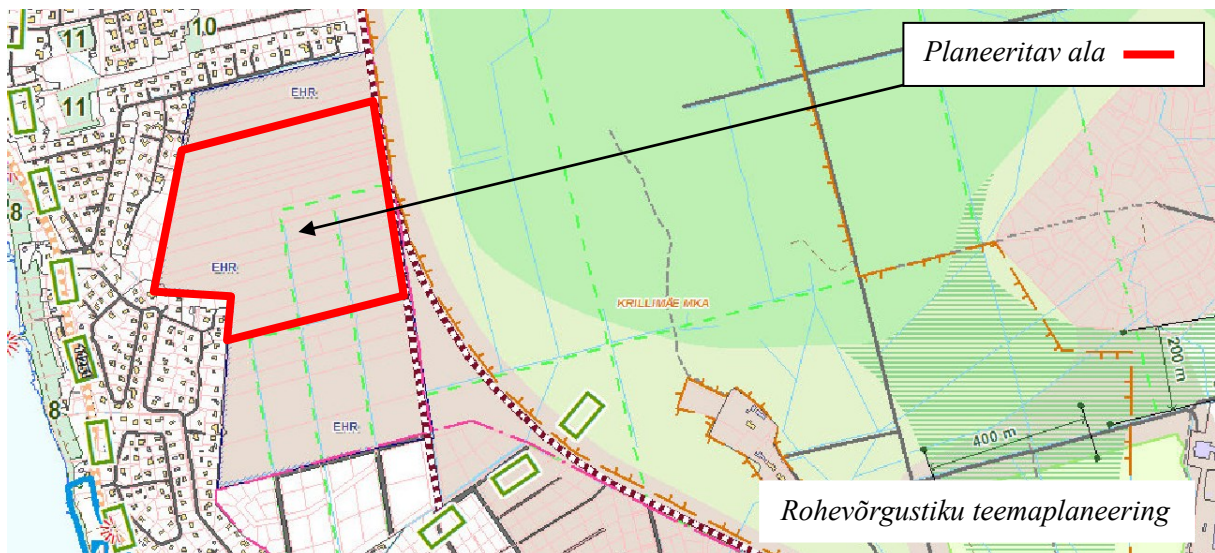 10
11
Planeeritav ala
EHR
11
8
EHR
KRILLIMÄE MKA
200 m
8
EHR
400 m
Rohevõrgustiku teemaplaneering